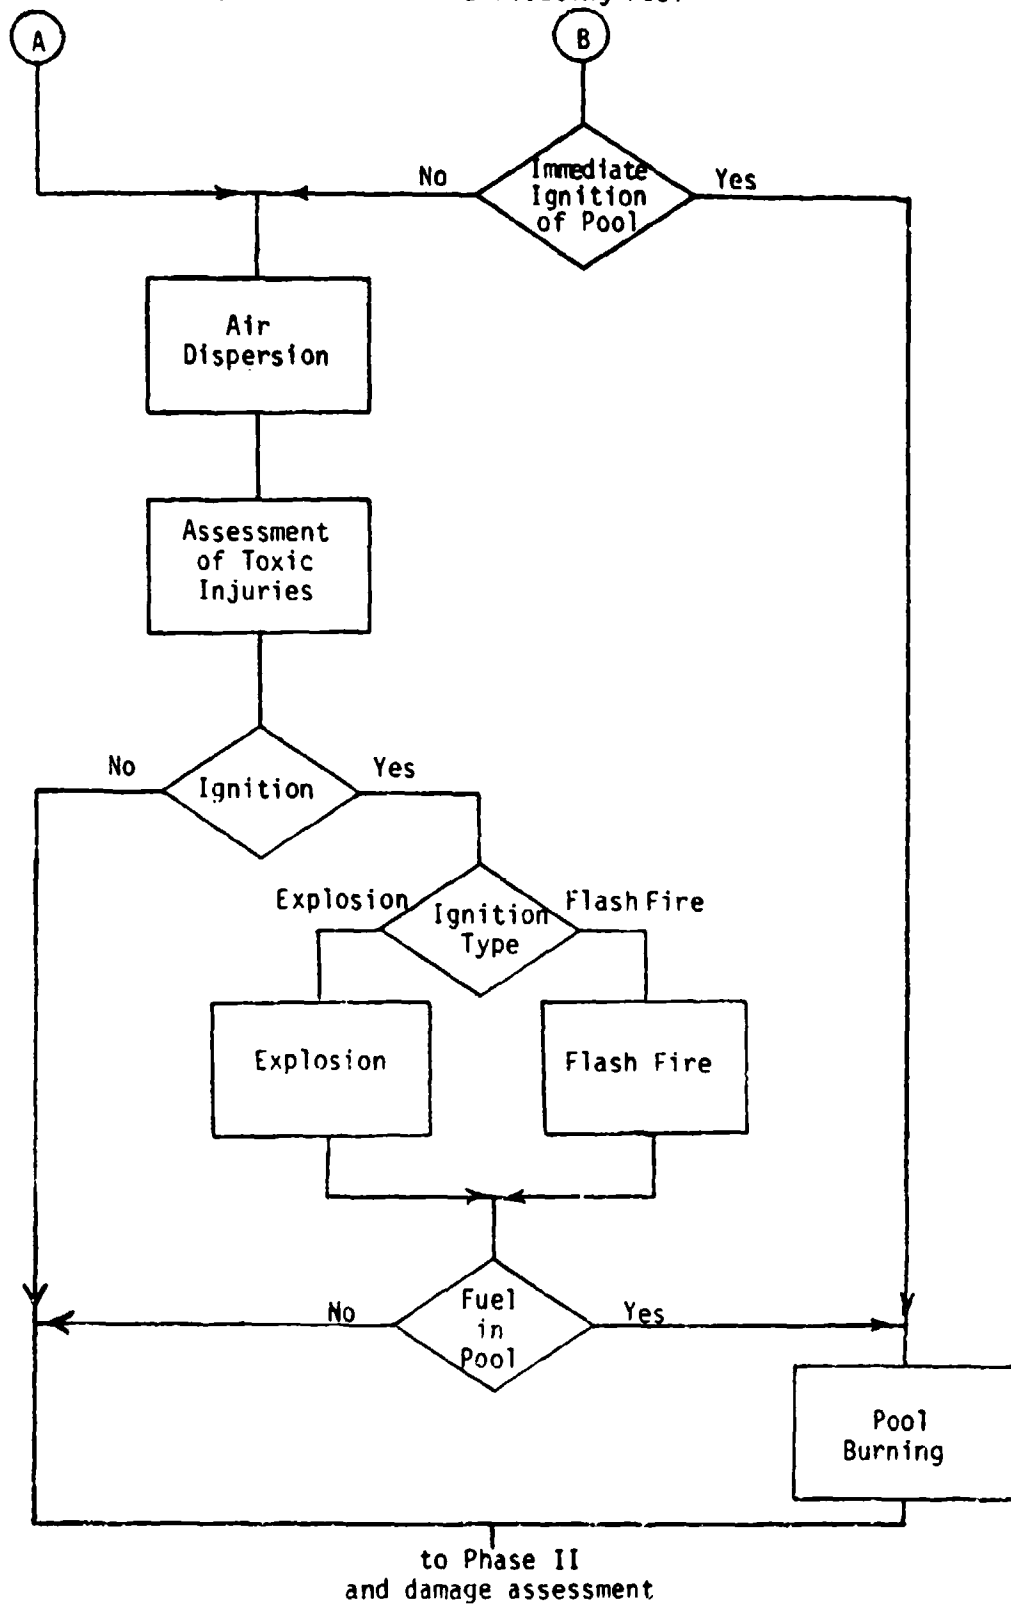 A
B
No
Immediate
Ignition
of Pool
Yes
Air
Dispersion
Assessment
of Toxic
Injuries
No
Ignition
Yes
Explosion
Ignition
Type
Flash Fire
Explosion
Flash Fire
No
Fuel
in
Pool
Yes
Pool
Burning
to Phase II
and damage assessment